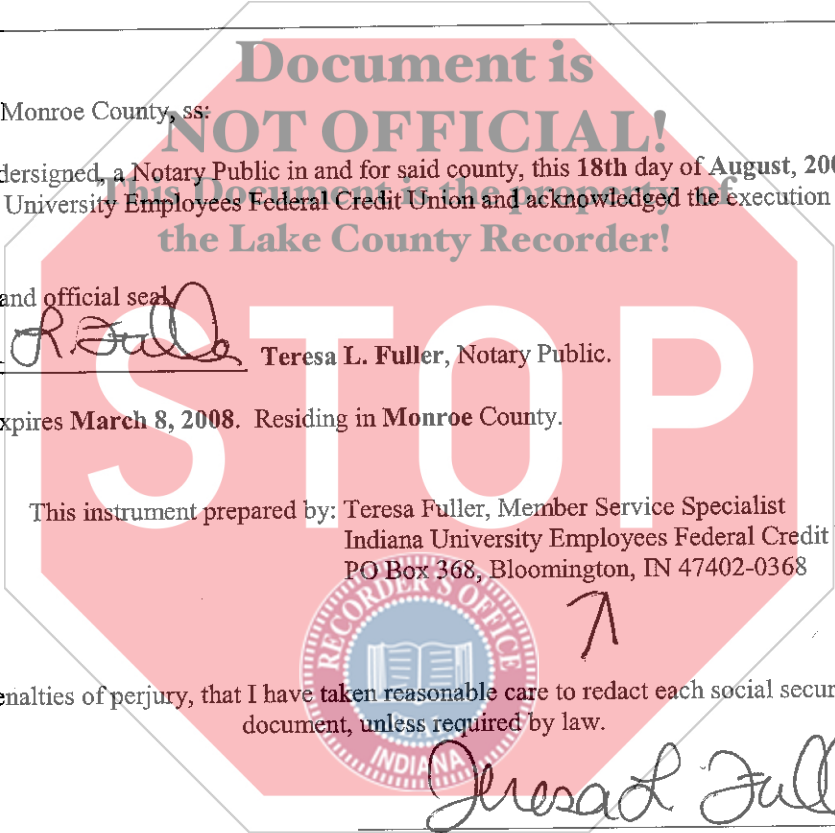 Document is
Monroe County, ss:
NOT OFFICIAL!
dersigned, a Notary Public in and for said county, this 18th day of August, 200
This Document is the property of
University Employees Federal Credit Union and acknowledged the execution
the Lake County Recorder!
and official seal
L. Fuller Teresa L. Fuller, Notary Public.
STOP
xpires March 8, 2008. Residing in Monroe County.
This instrument prepared by: Teresa Fuller, Member Service Specialist
Indiana University Employees Federal Credit
PO Box 368, Bloomington, IN 47402-0368
RECORDER'S OFFICE
enalties of perjury, that I have taken reasonable care to redact each social secur
document, unless required by law.
INDIANA
Teresa L Full